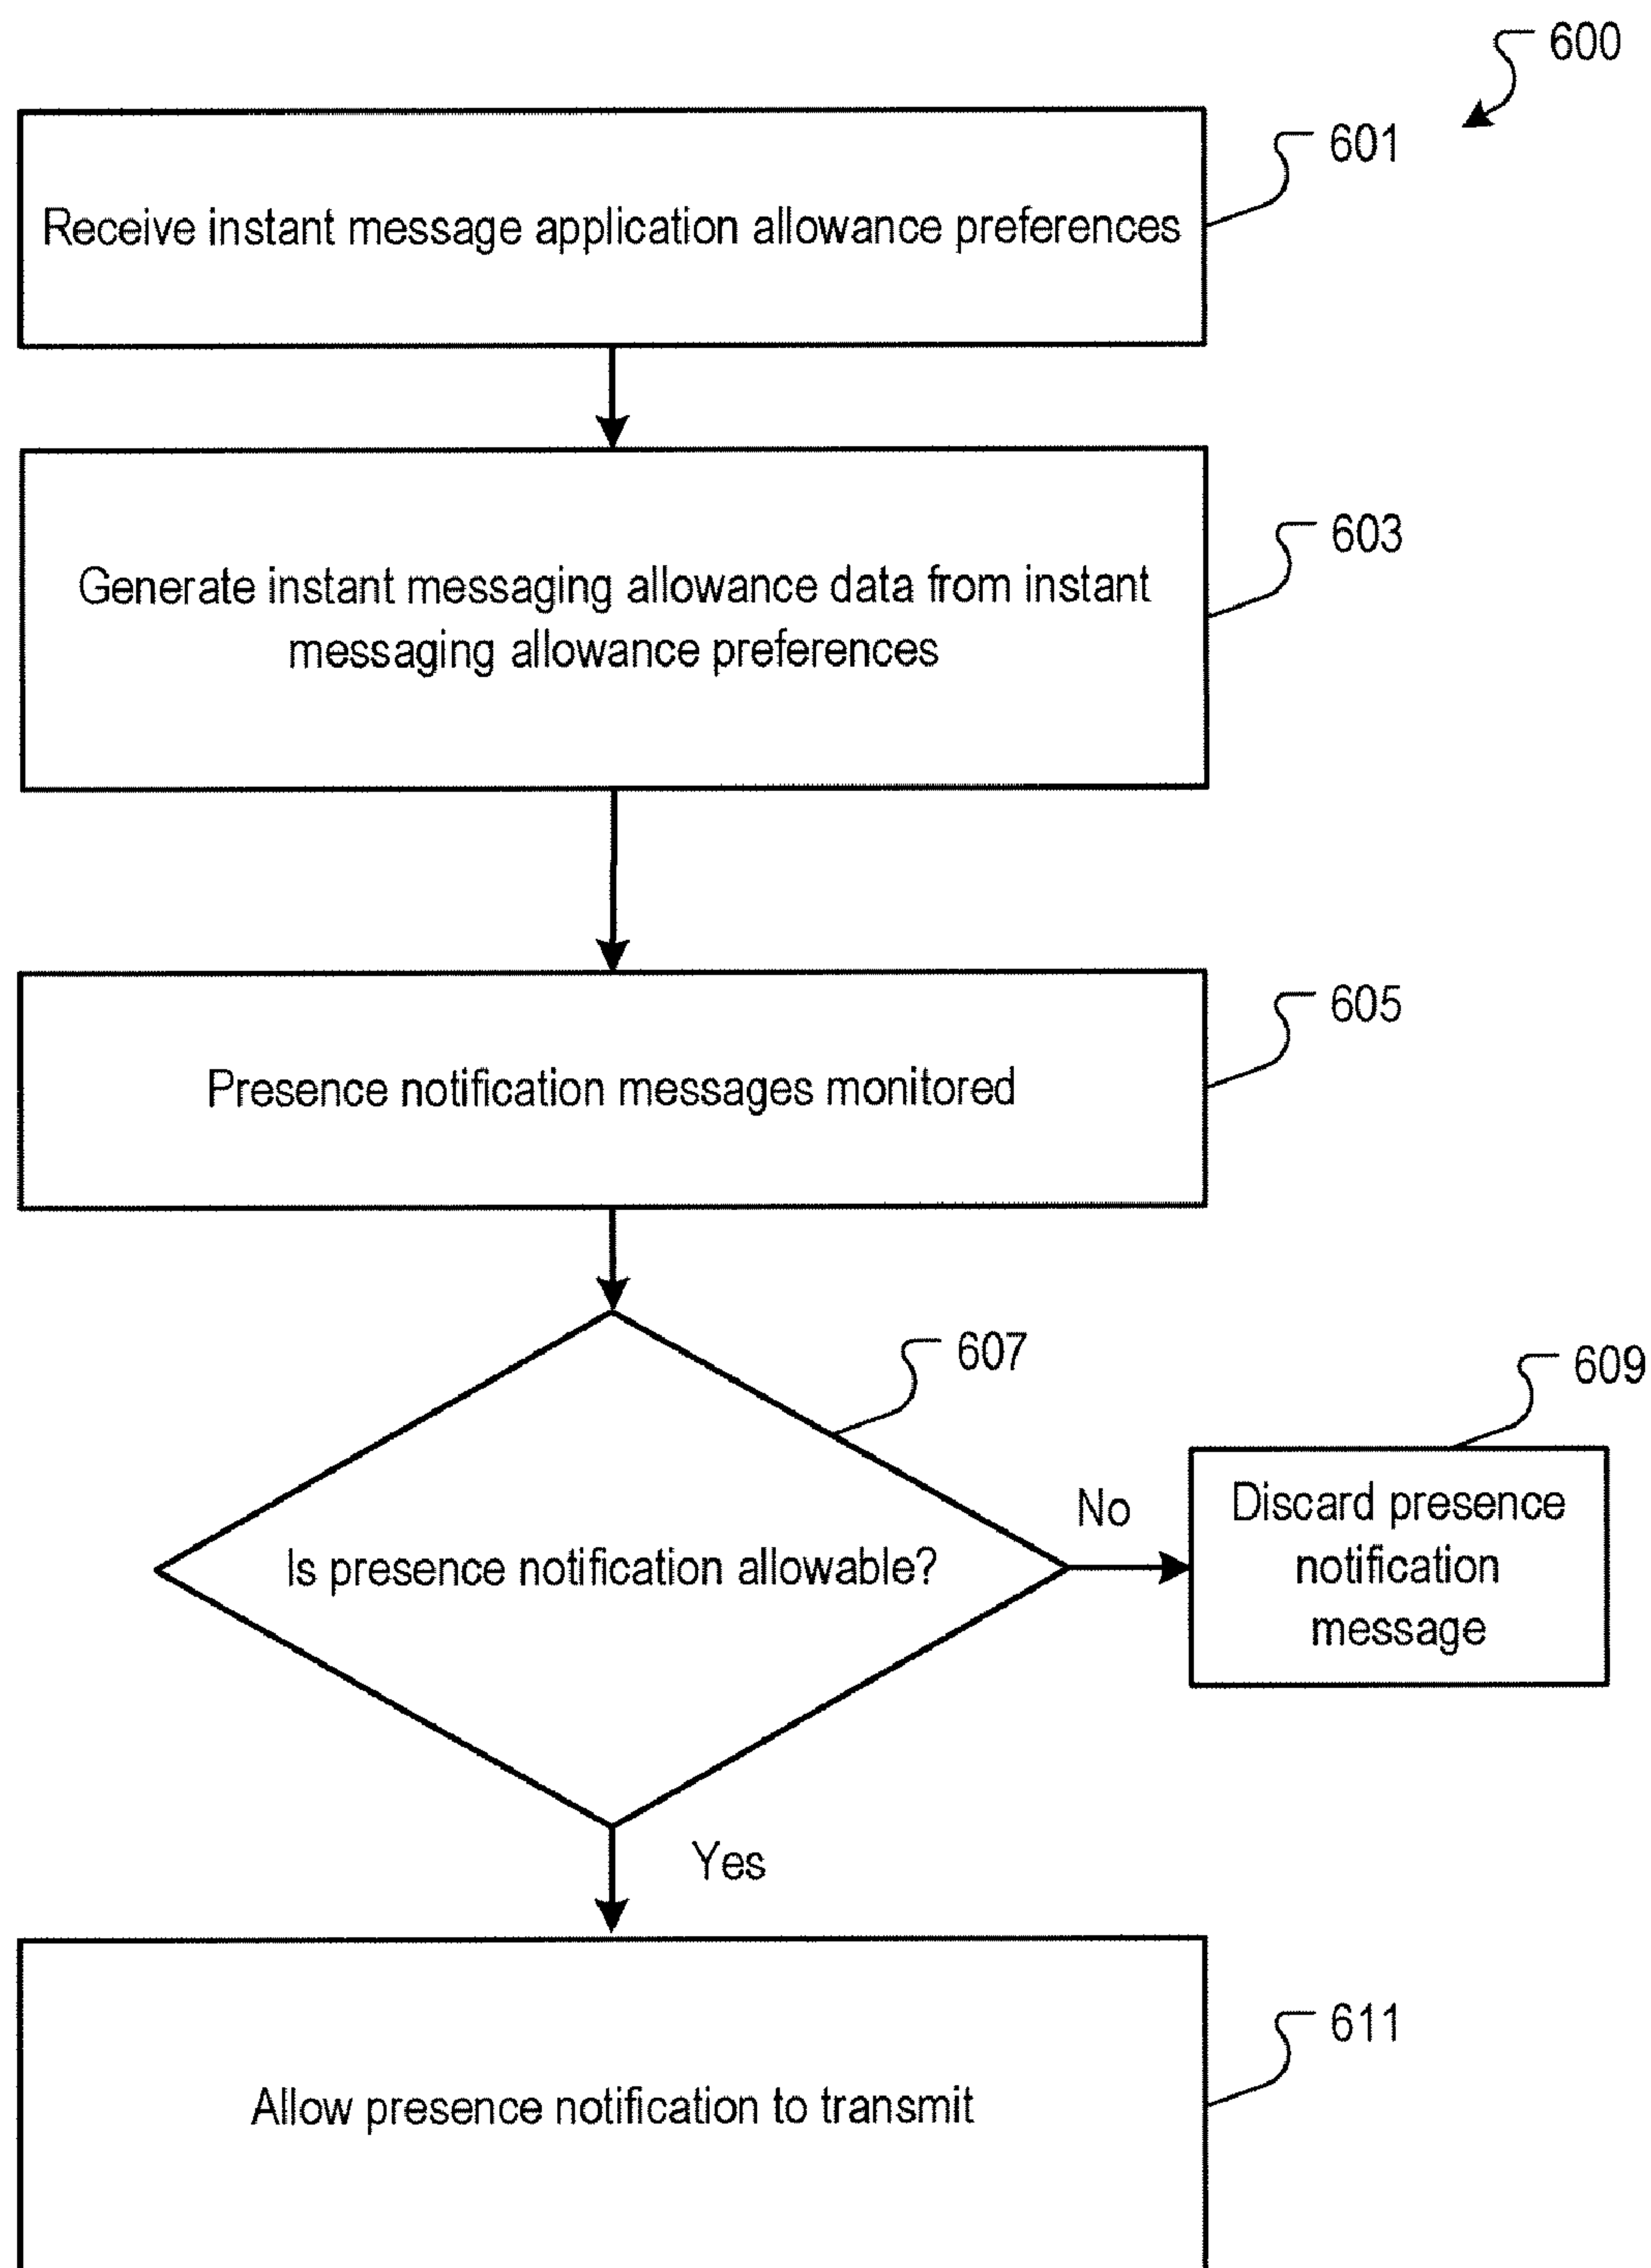 600
601
Receive instant message application allowance preferences
603
Generate instant messaging allowance data from instant
messaging allowance preferences
605
Presence notification messages monitored
607
Is presence notification allowable?
No
609
Discard presence
notification
message
Yes
611
Allow presence notification to transmit